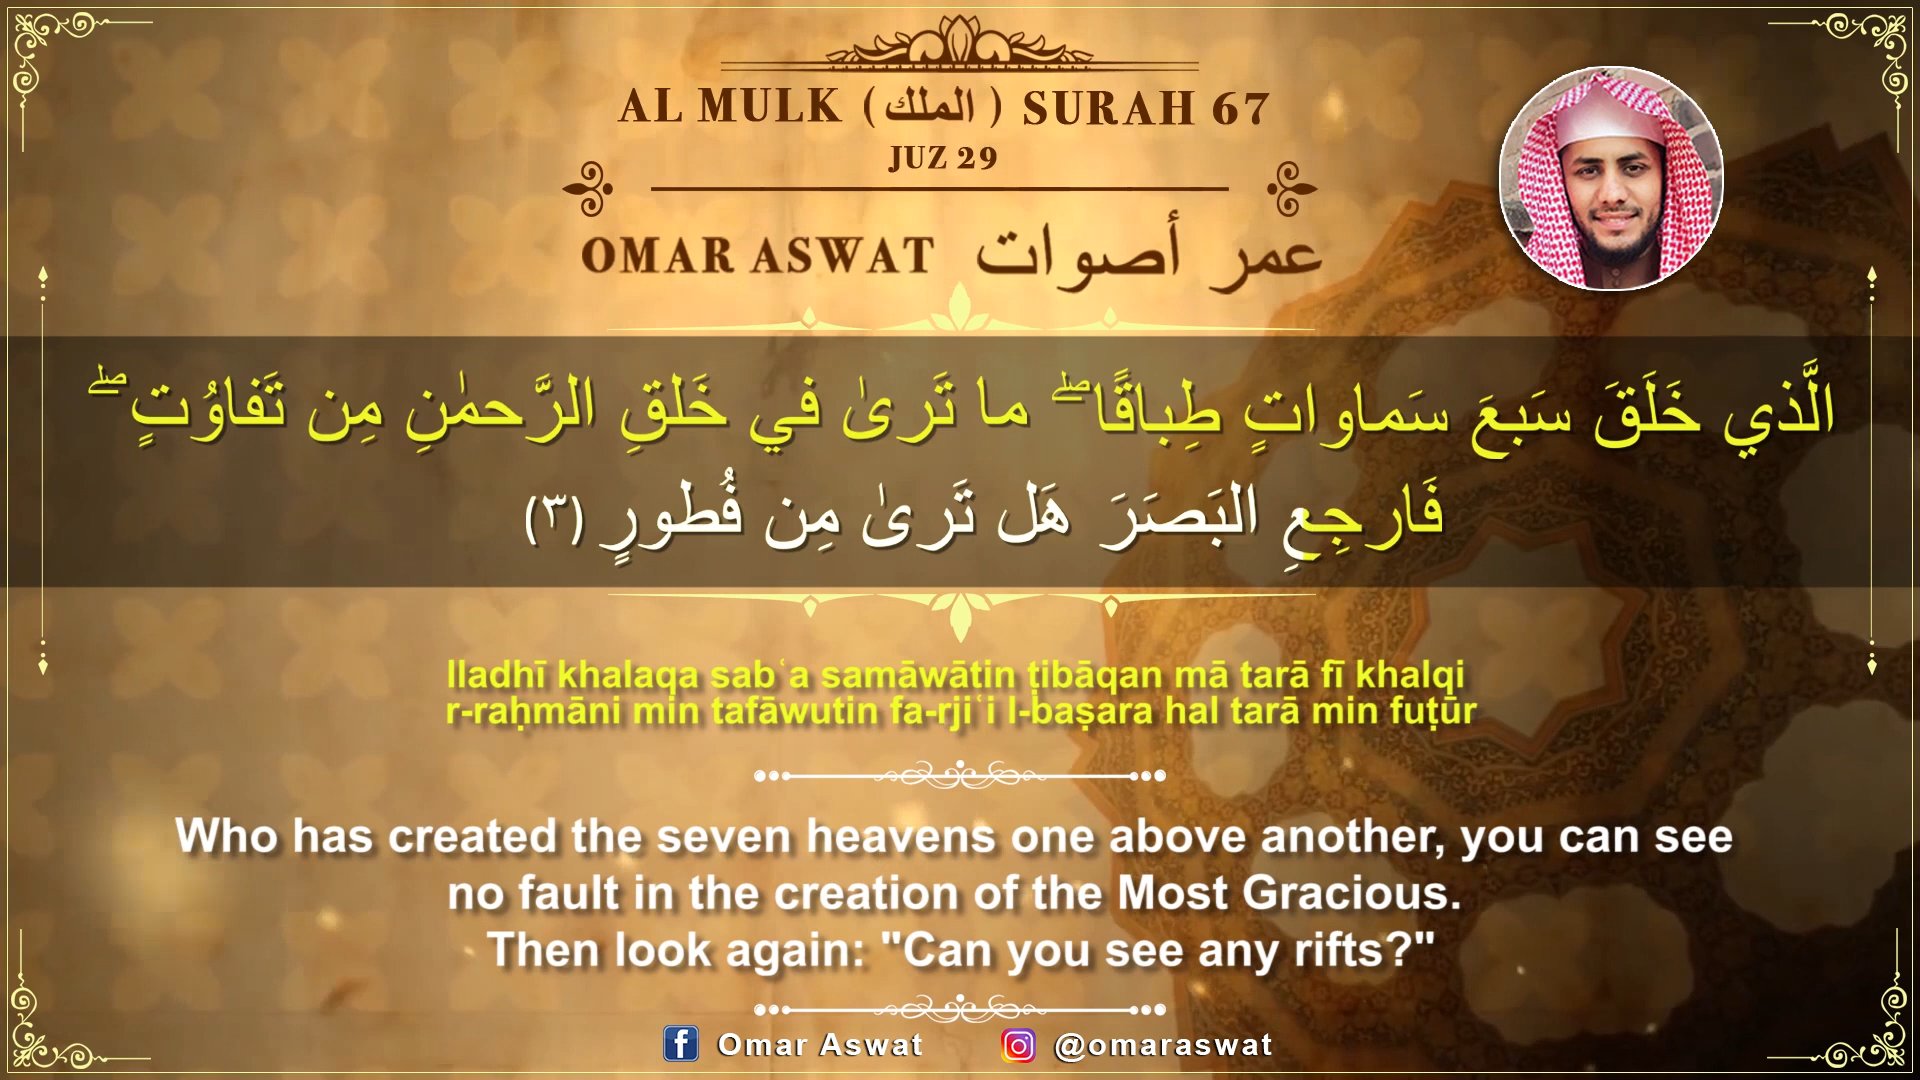 AL MULK (الملك) SURAH 67
JUZ 29
OMAR ASWAT عمر أصوات
الَّذي خَلَقَ سَبعَ سَماواتٍ طِباقًا ۖ ما تَرىٰ في خَلقِ الرَّحمٰنِ مِن تَفاوُتٍ ۖ
فَارجِعِ البَصَرَ هَل تَرىٰ مِن فُطورٍ (٣)
lladhī khalaqa sabʿa samāwātin ṭibāqan mā tarā fī khalqi
r-raḥmāni min tafāwutin fa-rjiʿi l-baṣara hal tarā min fuṭūr
Who has created the seven heavens one above another, you can see
no fault in the creation of the Most Gracious.
Then look again: "Can you see any rifts?"
f Omar Aswat @omaraswat